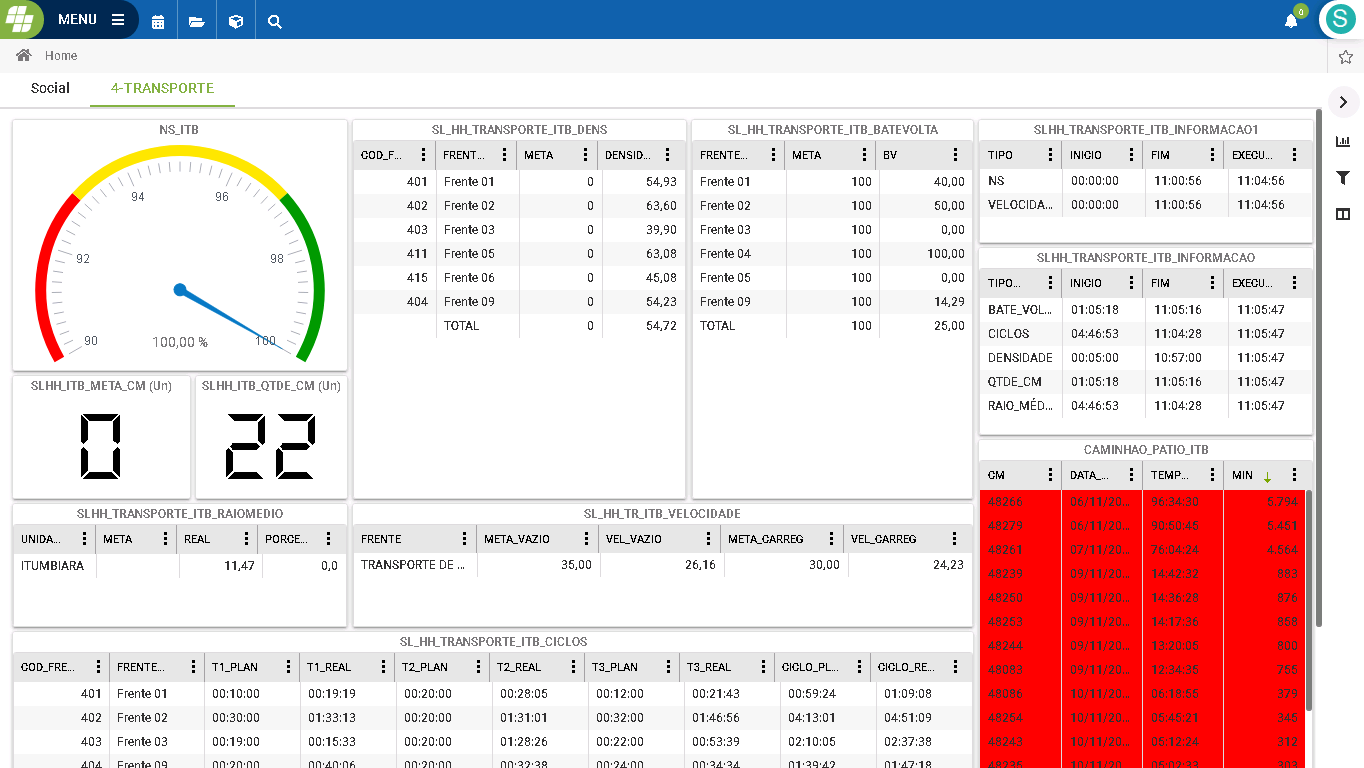 MENU
0
S
Home
Social 4-TRANSPORTE
NS_ITB
90 92 94 96 98 100
100,00 %
SLHH_ITB_META_CM (Un)
0
SLHH_ITB_QTDE_CM (Un)
22
SL_HH_TRANSPORTE_ITB_DENS
COD_F... FRENT... META DENSID...
401 Frente 01 0 54,93
402 Frente 02 0 63,60
403 Frente 03 0 39,90
411 Frente 05 0 63,08
415 Frente 06 0 45,08
404 Frente 09 0 54,23
TOTAL 0 54,72
SL_HH_TRANSPORTE_ITB_BATEVOLTA
FRENTE... META BV
Frente 01 100 40,00
Frente 02 100 50,00
Frente 03 100 0,00
Frente 04 100 100,00
Frente 05 100 0,00
Frente 09 100 14,29
TOTAL 100 25,00
SLHH_TRANSPORTE_ITB_INFORMACAO1
TIPO INICIO FIM EXECU...
NS 00:00:00 11:00:56 11:04:56
VELOCIDA... 00:00:00 11:00:56 11:04:56
SLHH_TRANSPORTE_ITB_INFORMACAO
TIPO... INICIO FIM EXECU...
BATE_VOL... 01:05:18 11:05:16 11:05:47
CICLOS 04:46:53 11:04:28 11:05:47
DENSIDADE 00:05:00 10:57:00 11:05:47
QTDE_CM 01:05:18 11:05:16 11:05:47
RAIO_MÉD... 04:46:53 11:04:28 11:05:47
SLHH_TRANSPORTE_ITB_RAIOMEDIO
UNIDA... META REAL PORCE...
ITUMBIARA 11,47 0,0
SL_HH_TR_ITB_VELOCIDADE
FRENTE META_VAZIO VEL_VAZIO META_CARREG VEL_CARREG
TRANSPORTE DE ... 35,00 26,16 30,00 24,23
CAMINHAO_PATIO_ITB
CM DATA_... TEMP... MIN
48266 06/11/20... 96:34:30 5.794
48279 06/11/20... 90:50:45 5.451
48261 07/11/20... 76:04:24 4.564
48239 09/11/20... 14:42:32 883
48250 09/11/20... 14:36:28 876
48253 09/11/20... 14:17:36 858
48244 09/11/20... 13:20:05 800
48083 09/11/20... 12:34:35 755
48086 10/11/20... 06:18:55 379
48254 10/11/20... 05:45:21 345
48243 10/11/20... 05:12:24 312
48235 10/11/20... 05:02:33 303
SL_HH_TRANSPORTE_ITB_CICLOS
COD_FRE... FRENTE... T1_PLAN T1_REAL T2_PLAN T2_REAL T3_PLAN T3_REAL CICLO_PL... CICLO_RE...
401 Frente 01 00:10:00 00:19:19 00:20:00 00:28:05 00:12:00 00:21:43 00:59:24 01:09:08
402 Frente 02 00:30:00 01:33:13 00:20:00 01:31:01 00:32:00 01:46:56 04:13:01 04:51:09
403 Frente 03 00:19:00 00:15:33 00:20:00 01:28:26 00:22:00 00:53:39 02:10:05 02:37:38
404 Frente 09 00:20:00 00:40:06 00:20:00 00:32:38 00:24:00 00:34:34 01:39:42 01:47:18